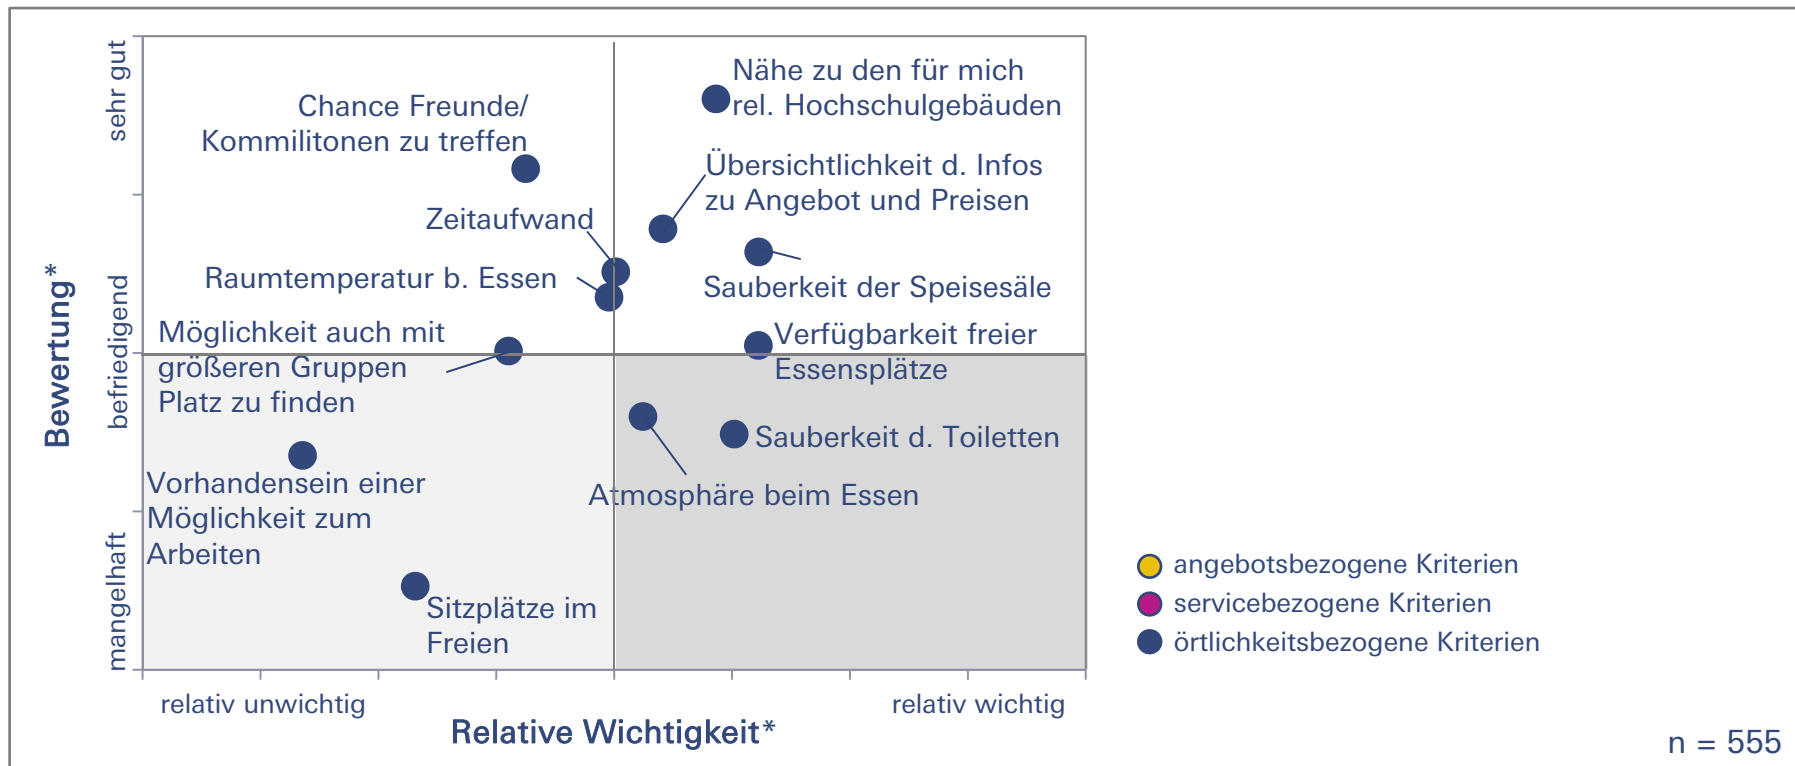 Bewertung*
sehr gut
befriedigend
mangelhaft
Nähe zu den für mich
rel. Hochschulgebäuden
Chance Freunde/
Kommilitonen zu treffen
Übersichtlichkeit d. Infos
zu Angebot und Preisen
Zeitaufwand
Raumtemperatur b. Essen
Sauberkeit der Speisesäle
Möglichkeit auch mit
größeren Gruppen
Platz zu finden
Verfügbarkeit freier
Essensplätze
Sauberkeit d. Toiletten
Atmosphäre beim Essen
Vorhandensein einer
Möglichkeit zum
Arbeiten
Sitzplätze im
Freien
angebotsbezogene Kriterien
servicebezogene Kriterien
örtlichkeitsbezogene Kriterien
relativ unwichtig
relativ wichtig
Relative Wichtigkeit*
n = 555